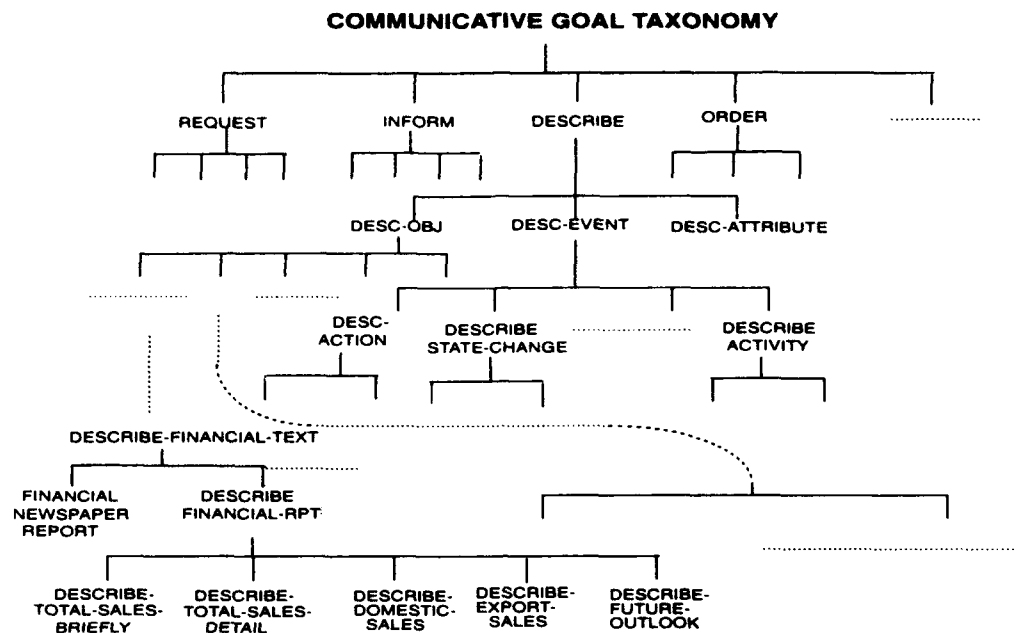 COMMUNICATIVE GOAL TAXONOMY
REQUEST
INFORM
DESCRIBE
ORDER
DESC-OBJ
DESC-EVENT
DESC-ATTRIBUTE
DESC-
ACTION
DESCRIBE
STATE-CHANGE
DESCRIBE
ACTIVITY
DESCRIBE-FINANCIAL-TEXT
FINANCIAL
NEWSPAPER
REPORT
DESCRIBE
FINANCIAL-RPT
DESCRIBE-
TOTAL-SALES-
BRIEFLY
DESCRIBE-
TOTAL-SALES-
DETAIL
DESCRIBE-
DOMESTIC-
SALES
DESCRIBE-
EXPORT-
SALES
DESCRIBE-
FUTURE-
OUTLOOK